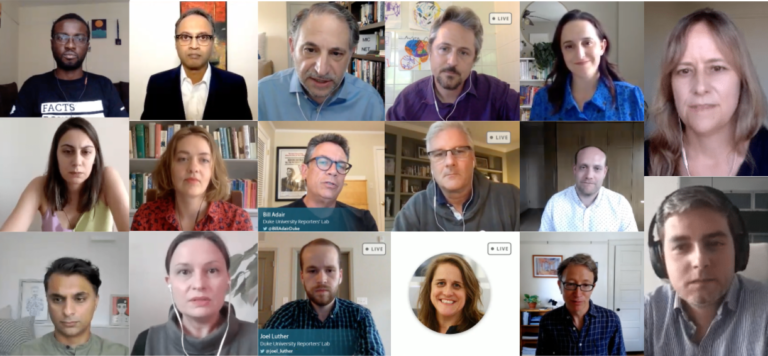 LIVE
FACTS
LIVE
Bill Adair
Duke University Reporters' Lab
@BillAdairDuke
LIVE
LIVE
Joel Luther
Duke University Reporters' Lab
@joel_luther